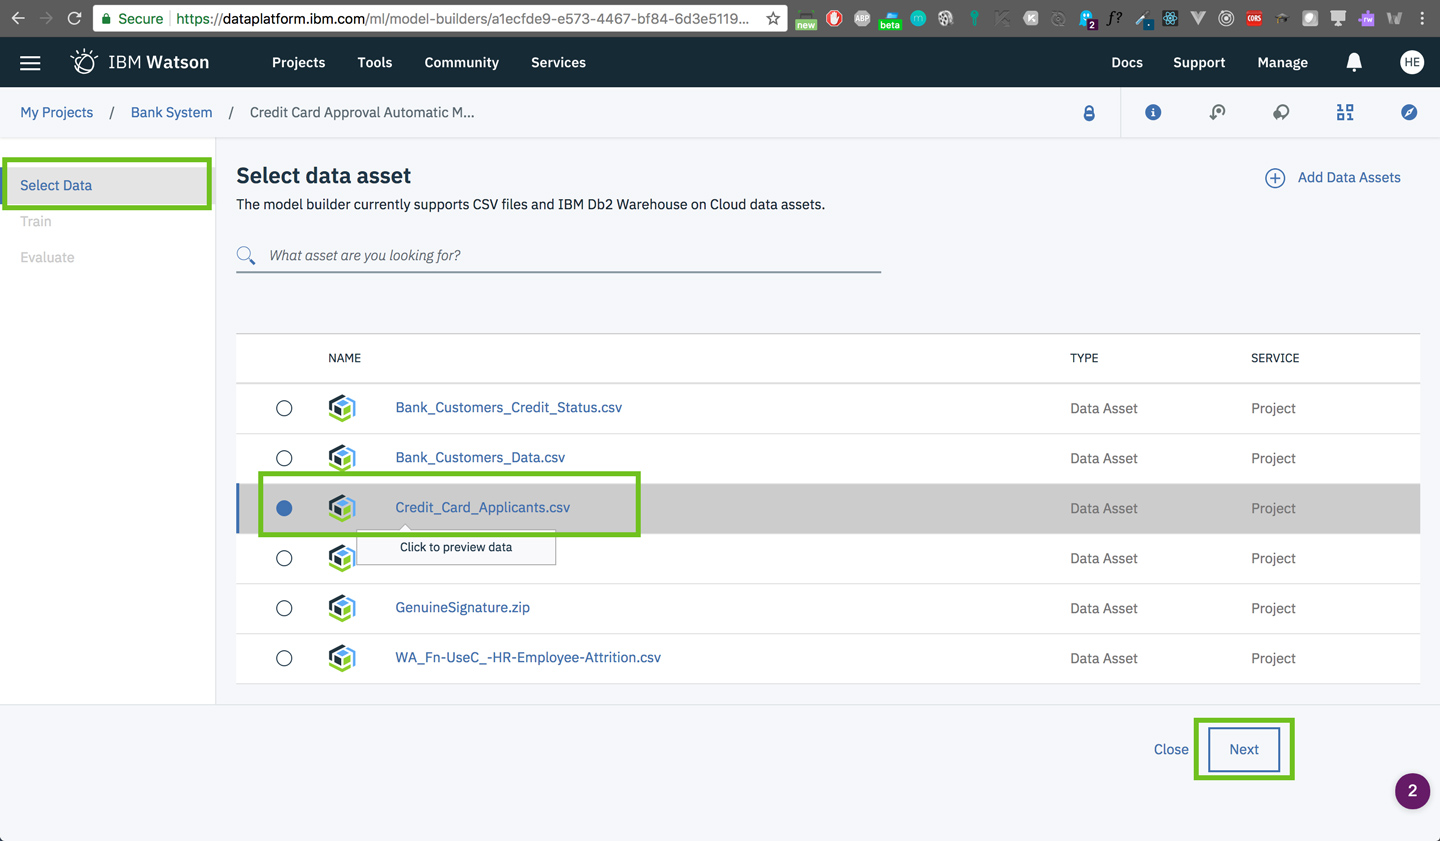 Secure https://dataplatform.ibm.com/ml/model-builders/a1ecfde9-e573-4467-bf84-6d3e5119...
new ABP beta m K 2 f? CORS rw W
IBM Watson Projects Tools Community Services Docs Support Manage HE
My Projects / Bank System / Credit Card Approval Automatic M...
Select Data
Train
Evaluate
Select data asset
Add Data Assets
The model builder currently supports CSV files and IBM Db2 Warehouse on Cloud data assets.
What asset are you looking for?
NAME TYPE SERVICE
Bank_Customers_Credit_Status.csv Data Asset Project
Bank_Customers_Data.csv Data Asset Project
Credit_Card_Applicants.csv Data Asset Project
Click to preview data
Data Asset Project
GenuineSignature.zip Data Asset Project
WA_Fn-UseC_-HR-Employee-Attrition.csv Data Asset Project
Close Next
2